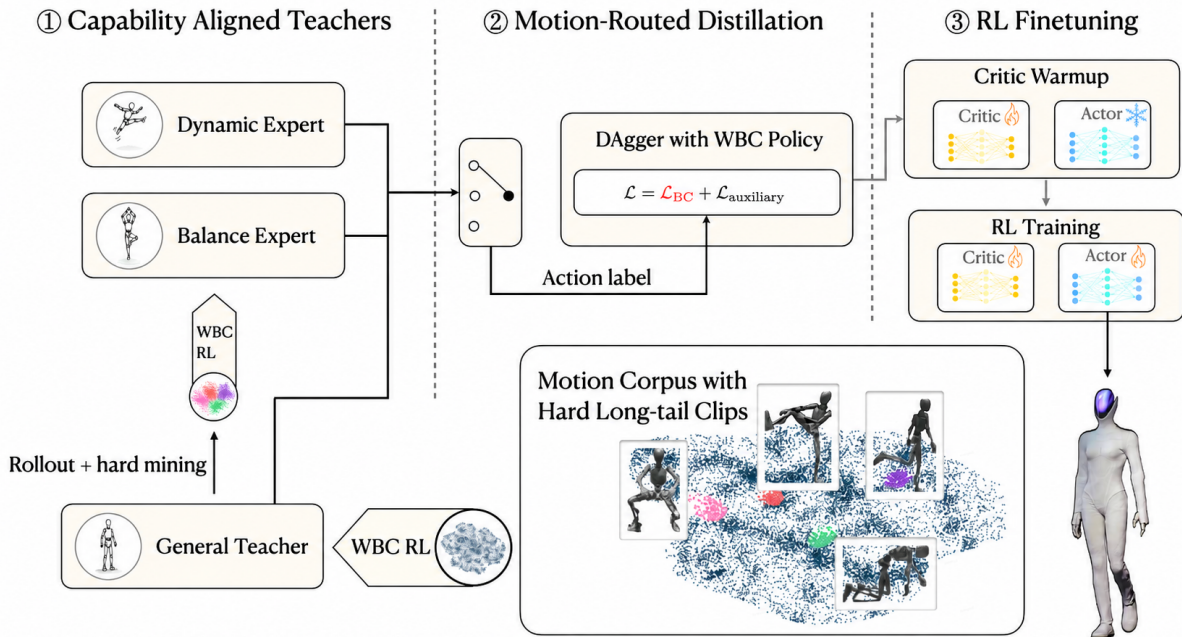 ① Capability Aligned Teachers
Dynamic Expert
Balance Expert
WBC
RL
Rollout + hard mining
General Teacher
WBC RL
② Motion-Routed Distillation
DAgger with WBC Policy
ℒ = ℒ_BC + ℒ_auxiliary
Action label
③ RL Finetuning
Critic Warmup
Critic
Actor
RL Training
Critic
Actor
Motion Corpus with
Hard Long-tail Clips